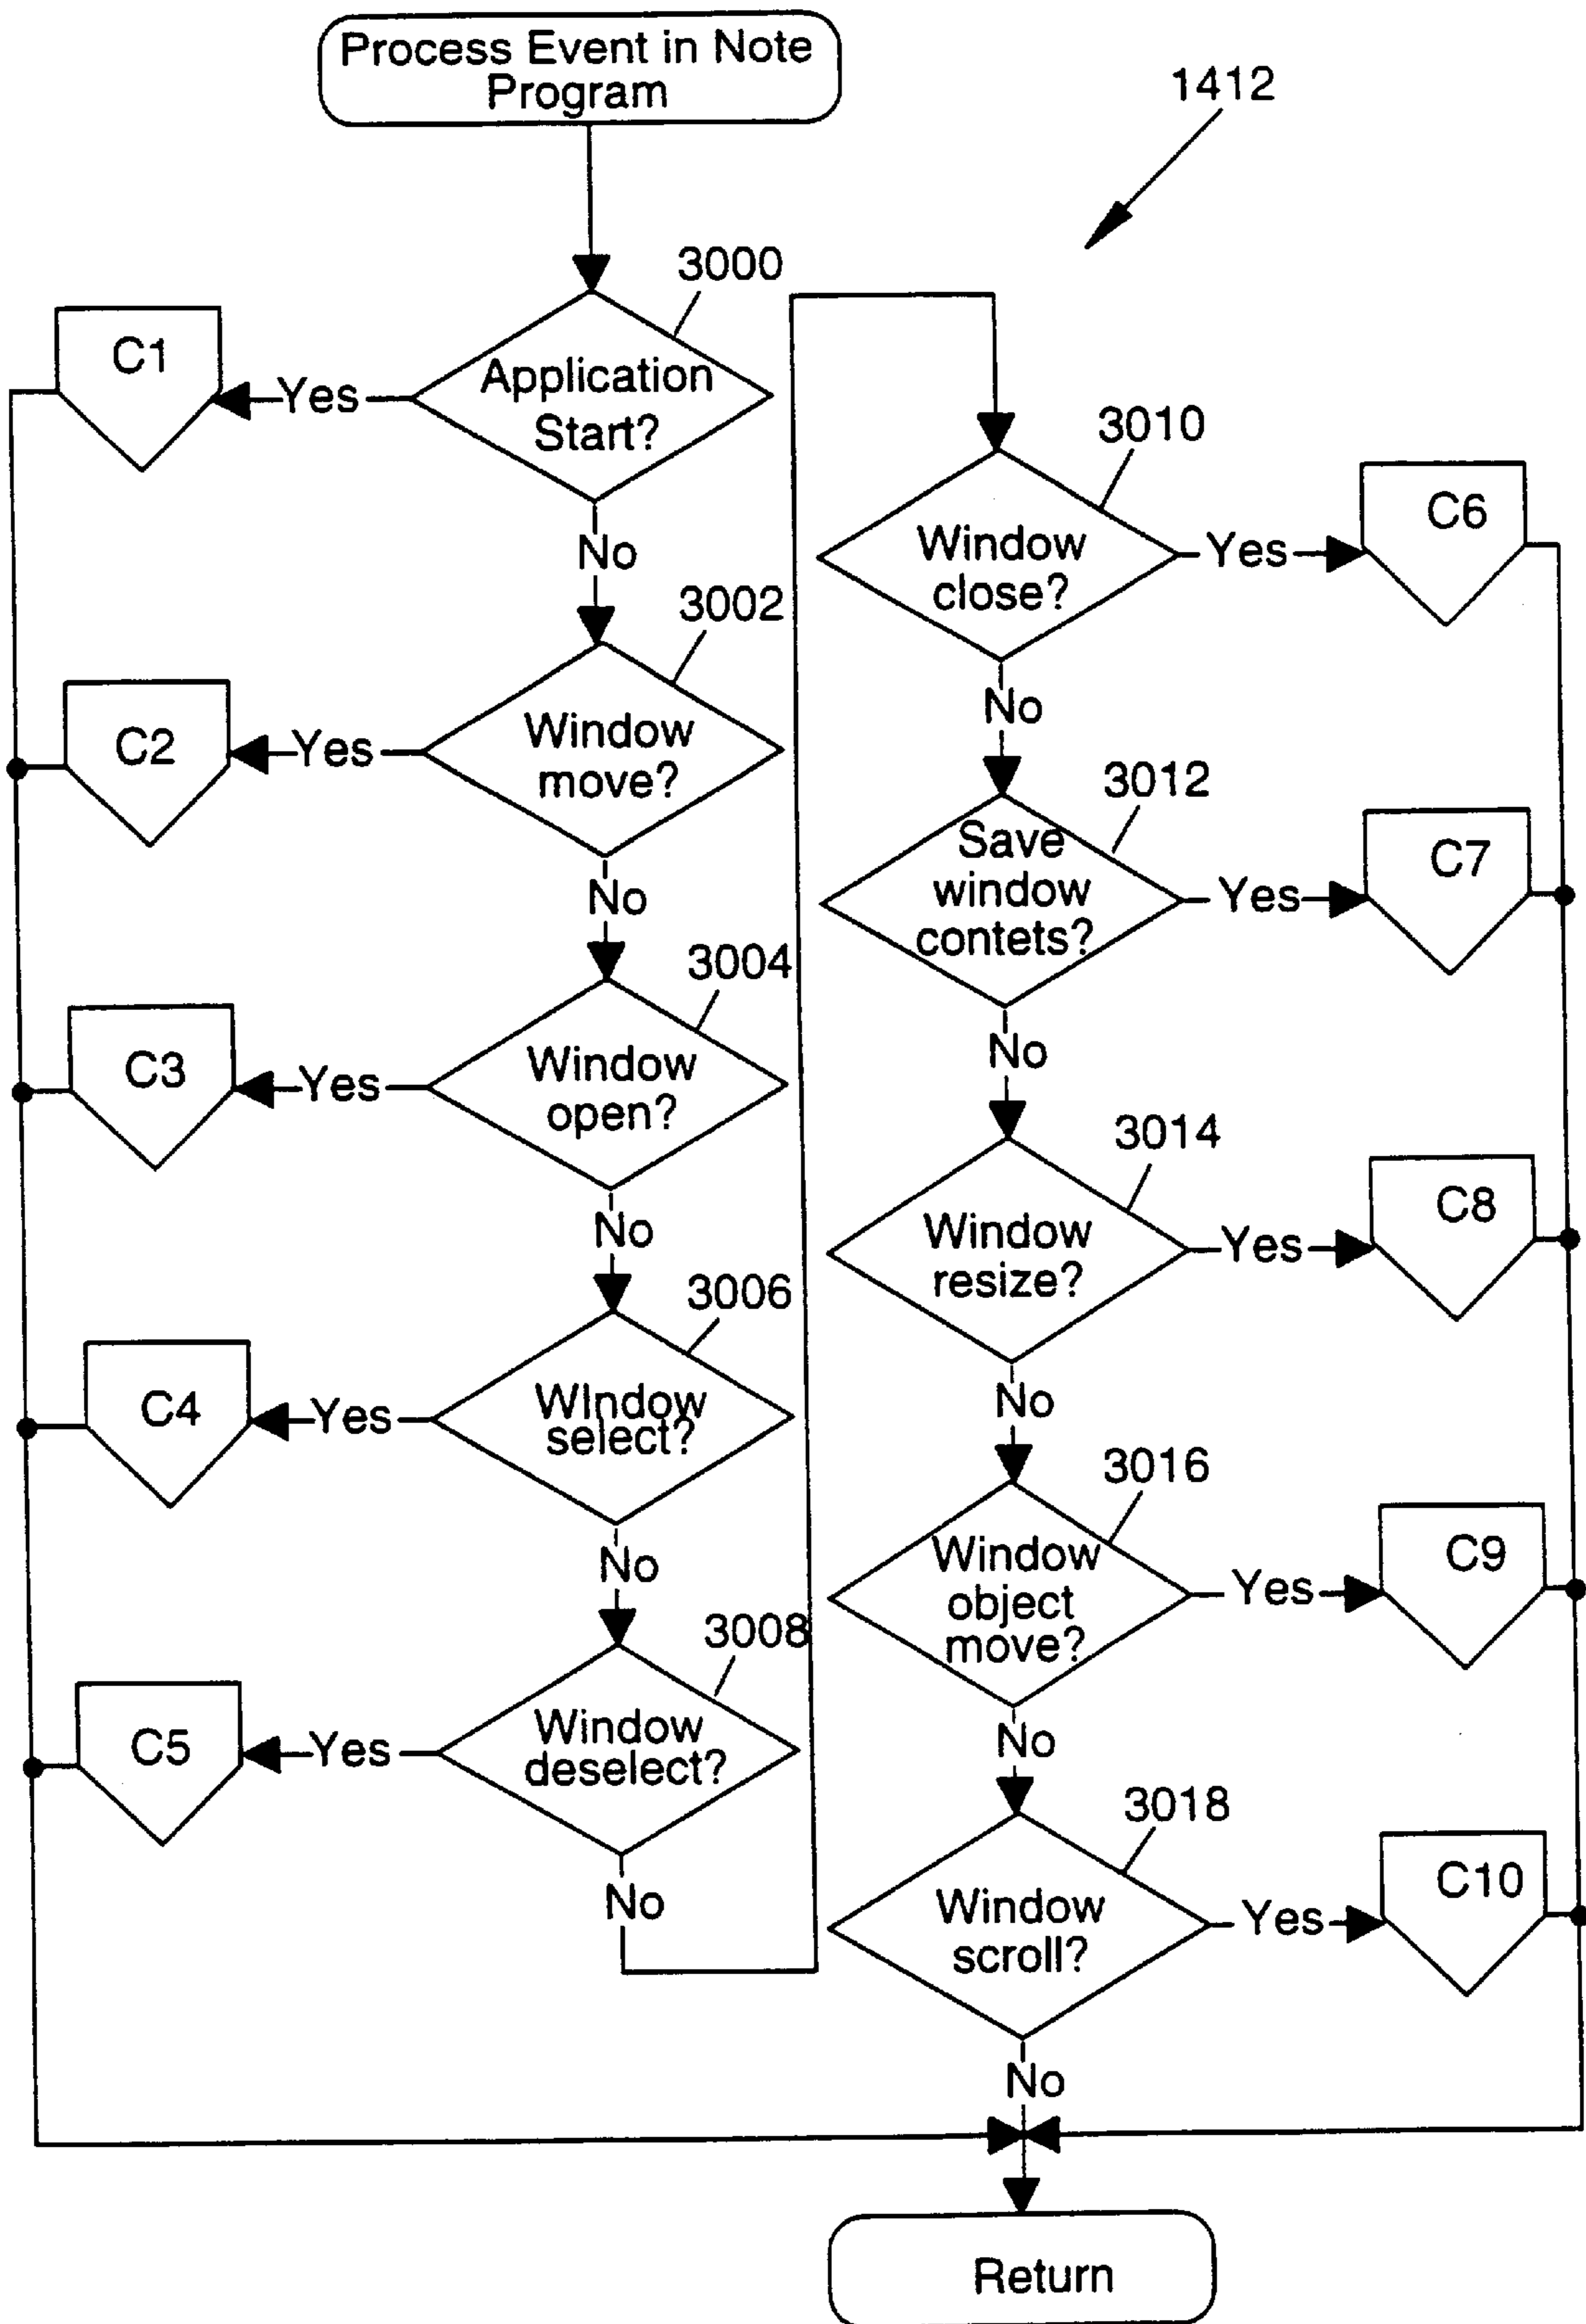 Process Event in Note
Program
1412
3000
Application
Start?
Yes
C1
No
3002
Window
move?
Yes
C2
No
3004
Window
open?
Yes
C3
No
3006
WIndow
select?
Yes
C4
No
3008
Window
deselect?
Yes
C5
No
3010
Window
close?
Yes
C6
No
3012
Save
window
contets?
Yes
C7
No
3014
Window
resize?
Yes
C8
No
3016
Window
object
move?
Yes
C9
No
3018
Window
scroll?
Yes
C10
No
Return